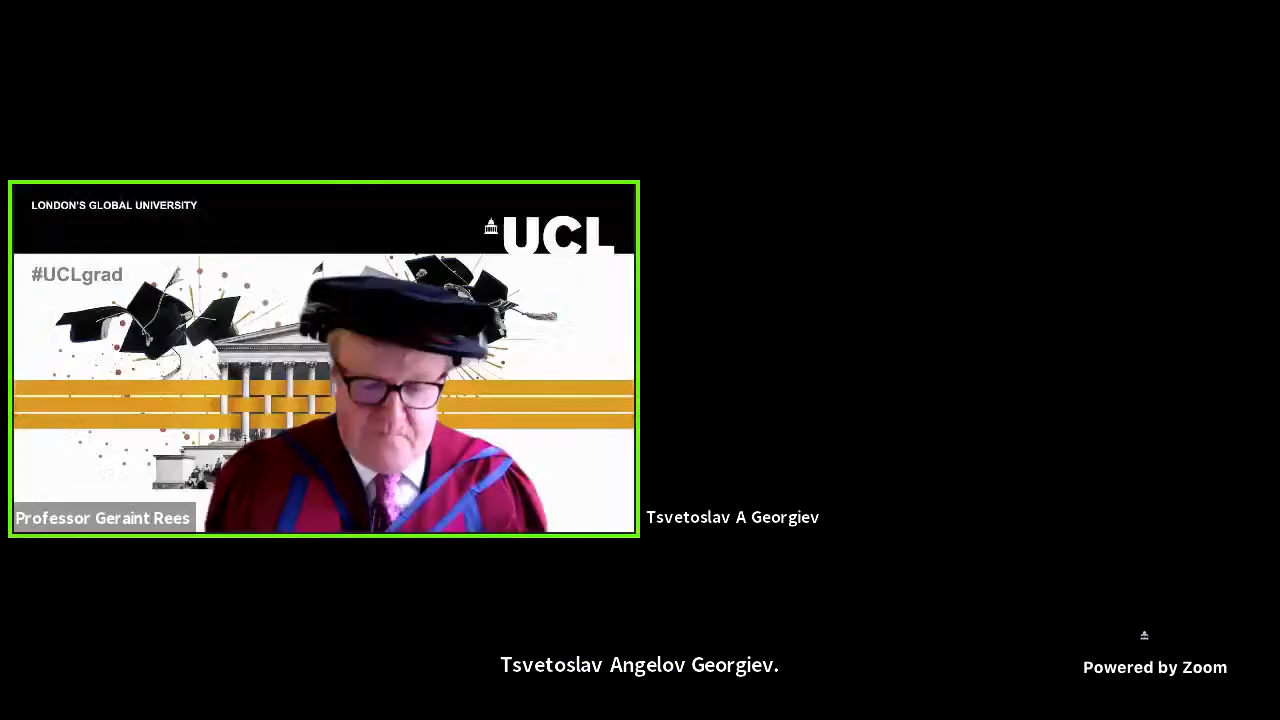 LONDON'S GLOBAL UNIVERSITY
UCL
#UCLgrad
Professor Geraint Rees
Tsvetoslav A Georgiev
Tsvetoslav Angelov Georgiev.
Powered by Zoom